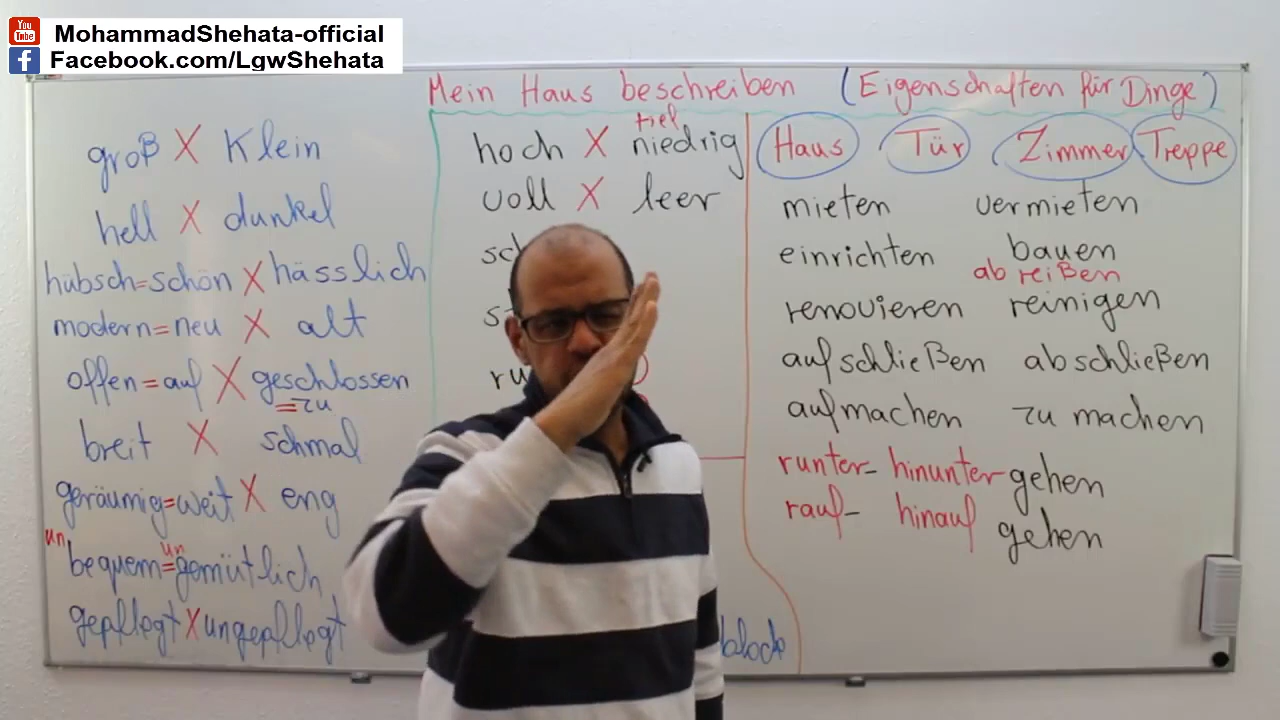 MohammadShehata-official
Facebook.com/LgwShehata
Mein Haus beschreiben (Eigenschaften für Dinge)
groß X Klein
hell X dunkel
hübsch=schön X hässlich
modern=neu X alt
offen=auf X geschlossen
=zu
breit X schmal
geräumig=weit X eng
un un
bequem=gemütlich
gepflegt X ungepflegt
tief
hoch X niedrig
voll X leer
Haus Tür Zimmer Treppe
mieten vermieten
einrichten bauen
ab reißen
renovieren reinigen
aufschließen abschließen
aufmachen zu machen
runter- hinunter gehen
rauf- hinauf gehen